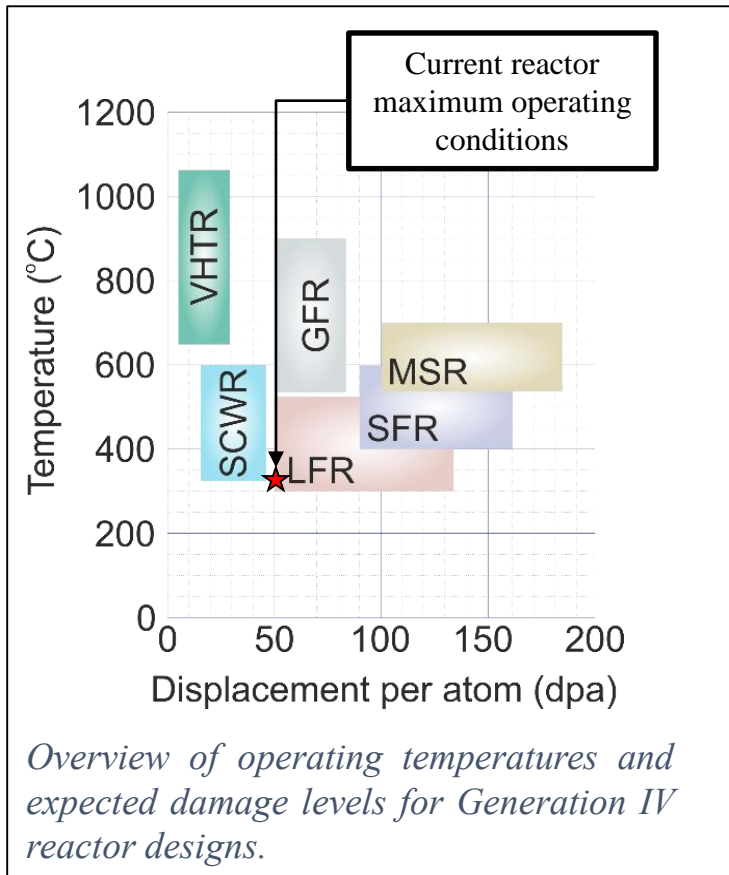 Current reactor
maximum operating
conditions
1200
1000
800
600
400
200
0
Temperature (°C)
VHTR
SCWR
GFR
LFR
SFR
MSR
0 50 100 150 200
Displacement per atom (dpa)
Overview of operating temperatures and
expected damage levels for Generation IV
reactor designs.